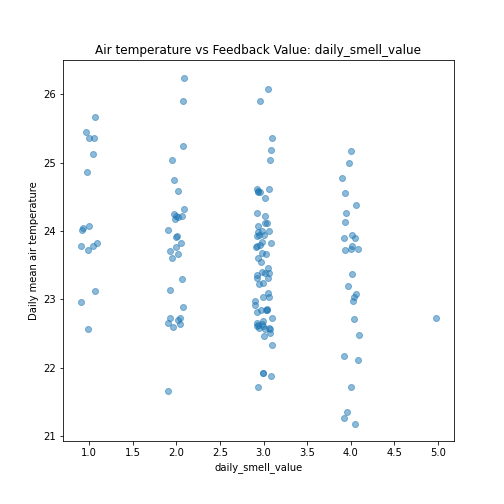 Air temperature vs Feedback Value: daily_smell_value
Daily mean air temperature
26
25
24
23
22
21
1.0 1.5 2.0 2.5 3.0 3.5 4.0 4.5 5.0
daily_smell_value